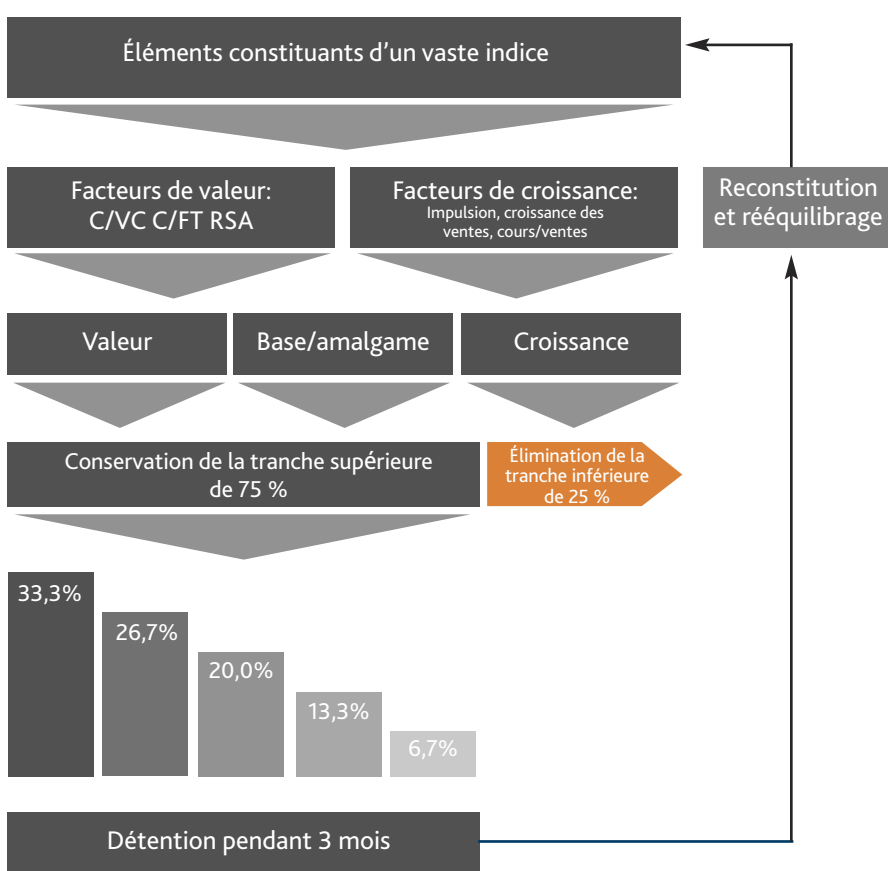 Éléments constituants d’un vaste indice
Facteurs de valeur:
C/VC C/FT RSA
Facteurs de croissance:
Impulsion, croissance des
ventes, cours/ventes
Reconstitution
et rééquilibrage
Valeur
Base/amalgame
Croissance
Conservation de la tranche supérieure
de 75 %
Élimination de la
tranche inférieure
de 25 %
33,3%
26,7%
20,0%
13,3%
6,7%
Détention pendant 3 mois